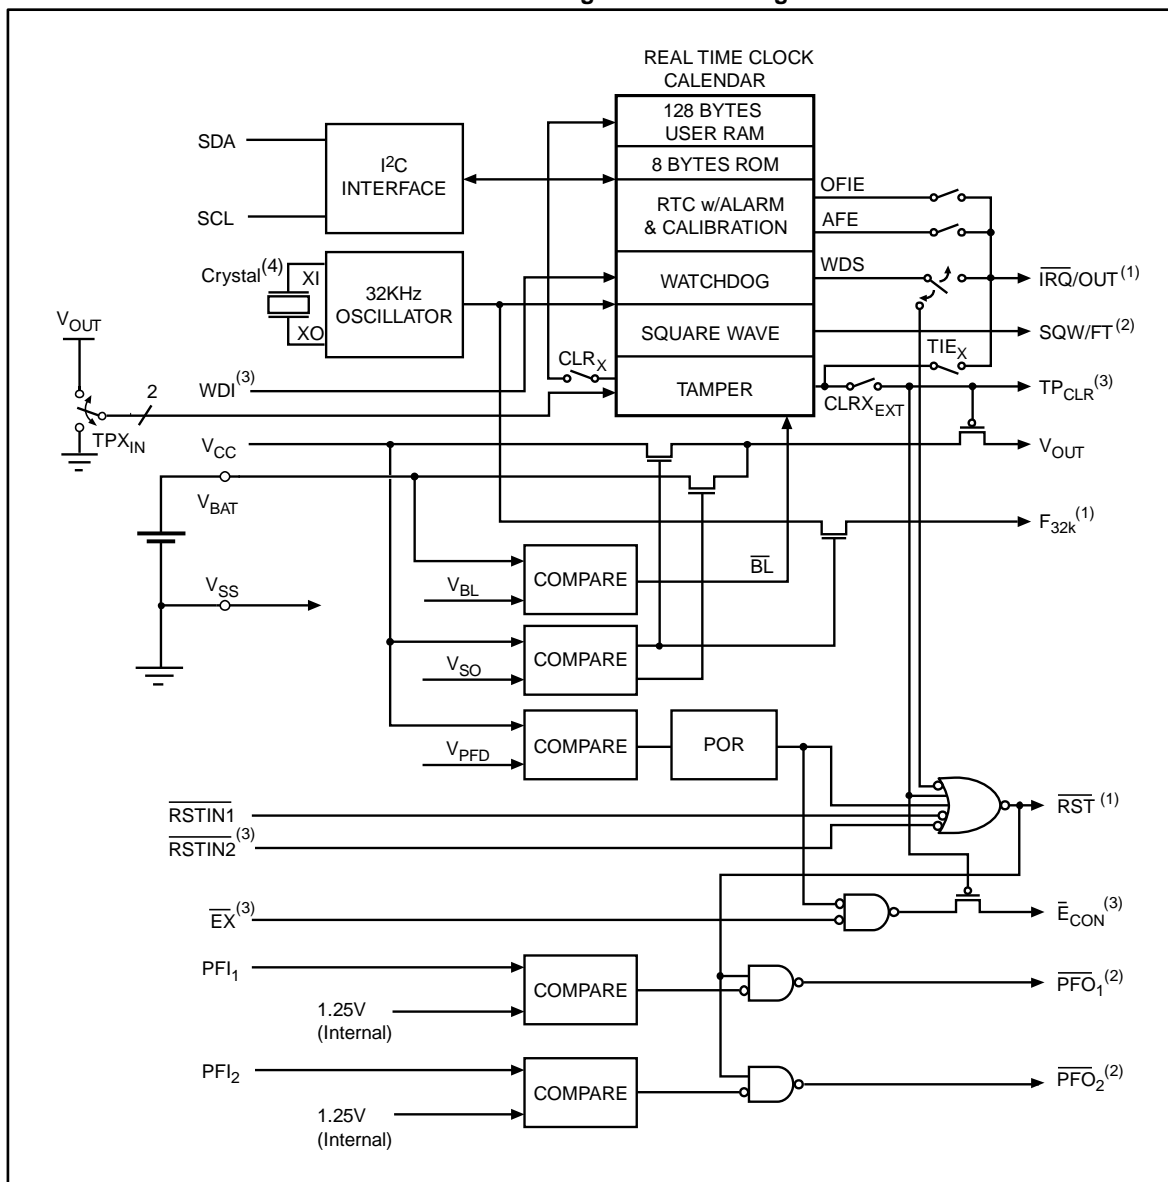 REAL TIME CLOCK
CALENDAR
128 BYTES
USER RAM
8 BYTES ROM
RTC w/ALARM
& CALIBRATION
WATCHDOG
SQUARE WAVE
TAMPER
SDA
SCL
I²C
INTERFACE
Crystal(4)
XI
XO
32KHz
OSCILLATOR
OFIE
AFE
WDS
IRQ/OUT(1)
SQW/FT(2)
TIEX
CLRX
CLRXEXT
TPCLR(3)
VOUT
TPXIN
2
WDI(3)
VCC
VOUT
VBAT
VSS
F32k(1)
COMPARE
VBL
BL
COMPARE
VSO
COMPARE
VPFD
POR
RSTIN1
RSTIN2(3)
RST(1)
EX(3)
ECON(3)
PFI1
1.25V
(Internal)
COMPARE
PFO1(2)
PFI2
1.25V
(Internal)
COMPARE
PFO2(2)